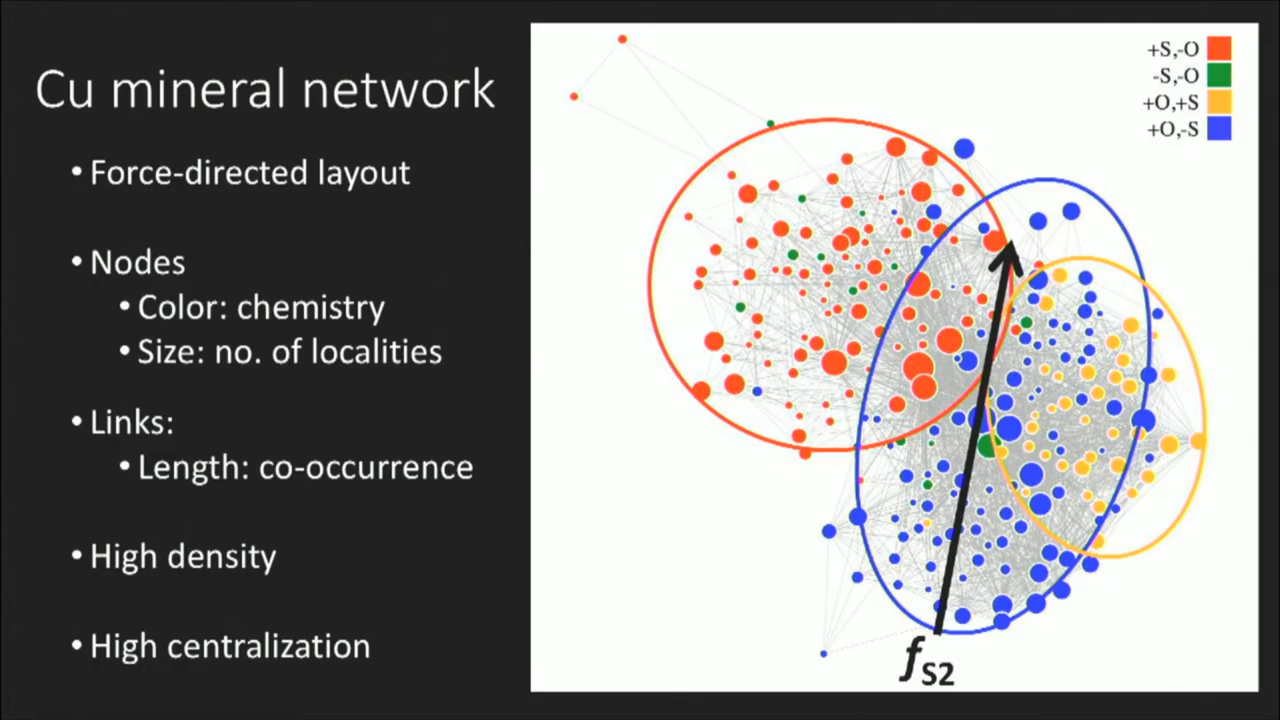 Cu mineral network
• Force-directed layout
• Nodes
• Color: chemistry
• Size: no. of localities
• Links:
• Length: co-occurrence
• High density
• High centralization
+S,-O
-S,-O
+O,+S
+O,-S
fS2